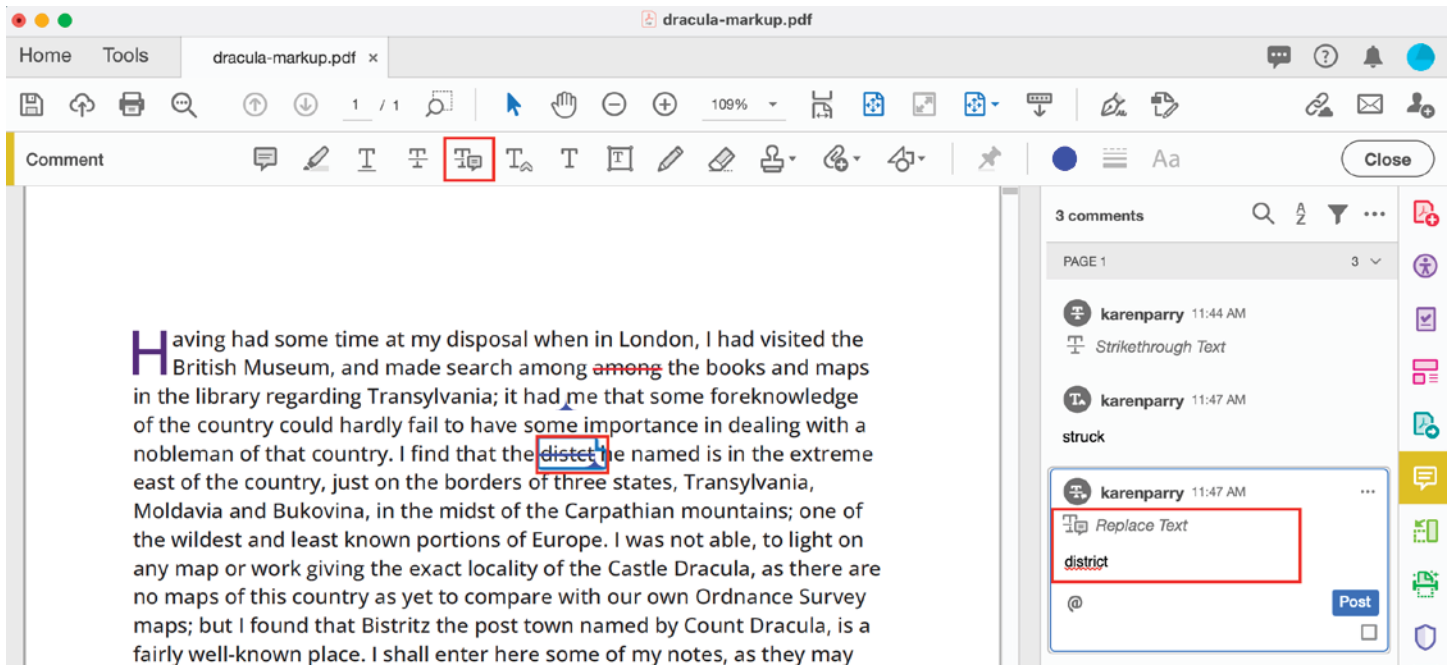 dracula-markup.pdf
Home Tools dracula-markup.pdf ×
1 / 1 109%
Comment Aa Close
3 comments
PAGE 1 3
karenparry 11:44 AM
Strikethrough Text
karenparry 11:47 AM
struck
karenparry 11:47 AM
Replace Text
district
@ Post
Having had some time at my disposal when in London, I had visited the
British Museum, and made search among among the books and maps
in the library regarding Transylvania; it had me that some foreknowledge
of the country could hardly fail to have some importance in dealing with a
nobleman of that country. I find that the distct he named is in the extreme
east of the country, just on the borders of three states, Transylvania,
Moldavia and Bukovina, in the midst of the Carpathian mountains; one of
the wildest and least known portions of Europe. I was not able, to light on
any map or work giving the exact locality of the Castle Dracula, as there are
no maps of this country as yet to compare with our own Ordnance Survey
maps; but I found that Bistritz the post town named by Count Dracula, is a
fairly well-known place. I shall enter here some of my notes, as they may